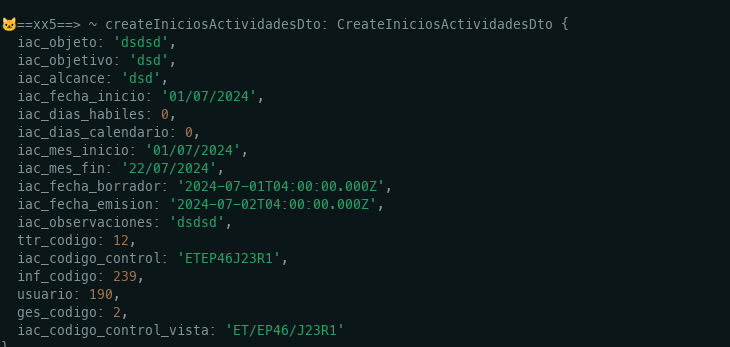 🐱==xx5==> ~ createIniciosActividadesDto: CreateIniciosActividadesDto {
  iac_objeto: 'dsdsd',
  iac_objetivo: 'dsd',
  iac_alcance: 'dsd',
  iac_fecha_inicio: '01/07/2024',
  iac_dias_habiles: 0,
  iac_dias_calendario: 0,
  iac_mes_inicio: '01/07/2024',
  iac_mes_fin: '22/07/2024',
  iac_fecha_borrador: '2024-07-01T04:00:00.000Z',
  iac_fecha_emision: '2024-07-02T04:00:00.000Z',
  iac_observaciones: 'dsdsd',
  ttr_codigo: 12,
  iac_codigo_control: 'ETEP46J23R1',
  inf_codigo: 239,
  usuario: 190,
  ges_codigo: 2,
  iac_codigo_control_vista: 'ET/EP46/J23R1'
}